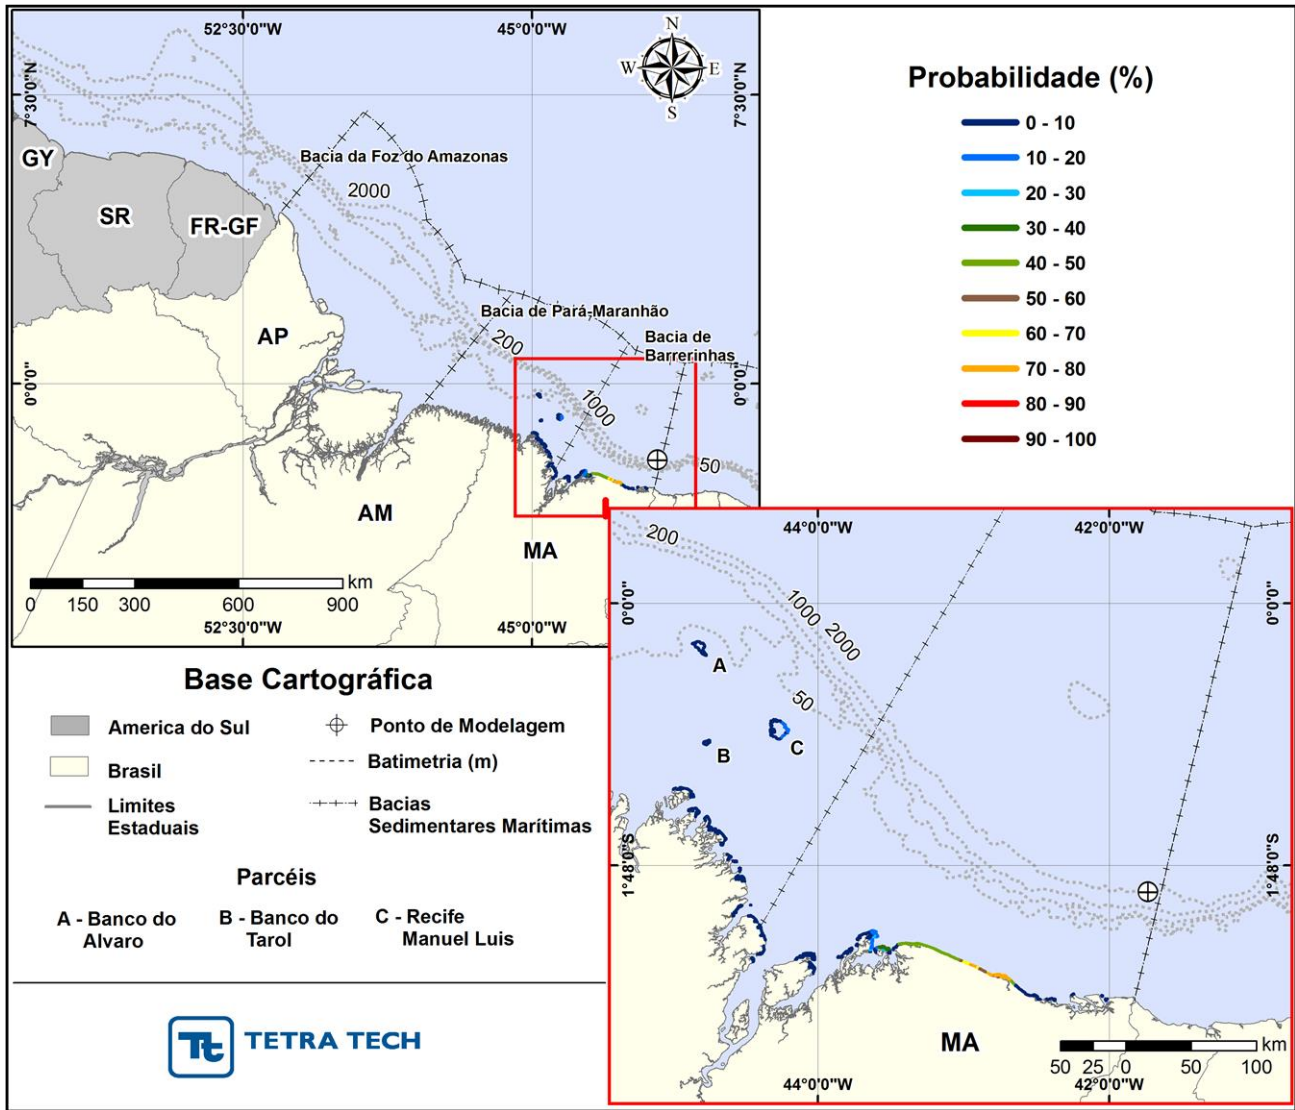 52°30'0"W
45°0'0"W
N
W
E
S
7°30'0"N
7°30'0"N
GY
SR
FR-GF
Bacia da Foz do Amazonas
2000
AP
Bacia de Pará-Maranhão
200
Bacia de
Barrerinhas
1000
50
0°0'0"
0°0'0"
AM
MA
km
0 150 300 600 900
52°30'0"W
45°0'0"W
Probabilidade (%)
0 - 10
10 - 20
20 - 30
30 - 40
40 - 50
50 - 60
60 - 70
70 - 80
80 - 90
90 - 100
44°0'0"W
42°0'0"W
200
1000
2000
0°0'0"
0°0'0"
A
50
B
C
1°48'0"S
1°48'0"S
MA
km
50 25 0 50 100
44°0'0"W
42°0'0"W
Base Cartográfica
America do Sul
Ponto de Modelagem
Brasil
Batimetria (m)
Limites
Estaduais
Bacias
Sedimentares Marítimas
Parcéis
A - Banco do
Alvaro
B - Banco do
Tarol
C - Recife
Manuel Luis
Tt
TETRA TECH